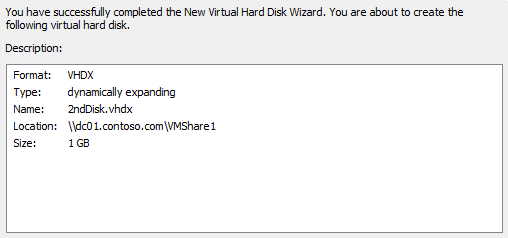 You have successfully completed the New Virtual Hard Disk Wizard. You are about to create the
following virtual hard disk.
Description:
Format: VHDX
Type: dynamically expanding
Name: 2ndDisk.vhdx
Location: \\dc01.contoso.com\VMShare1
Size: 1 GB